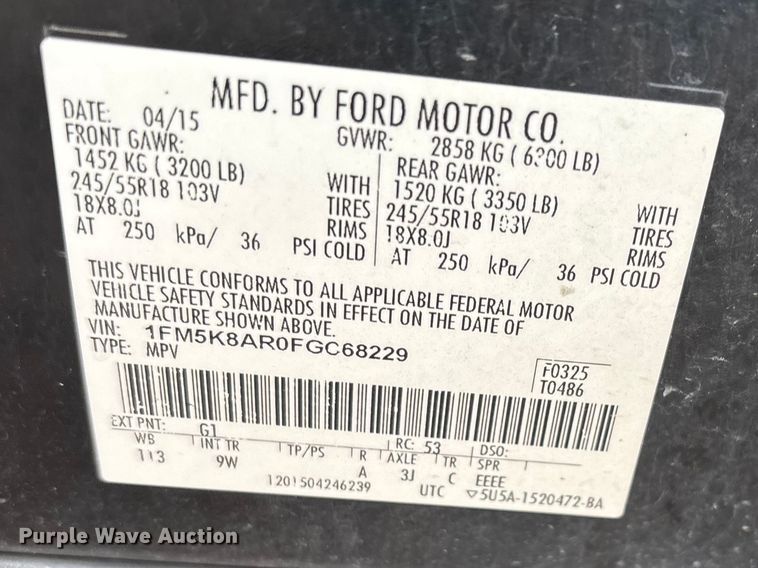 MFD. BY FORD MOTOR CO.
DATE: 04/15 GVWR: 2858 KG ( 6300 LB)
FRONT GAWR: REAR GAWR:
1452 KG ( 3200 LB) WITH 1520 KG ( 3350 LB) WITH
245/55R18 103V TIRES 245/55R18 103V TIRES
18X8.0J RIMS 18X8.0J RIMS
AT 250 kPa/ 36 PSI COLD AT 250 kPa/ 36 PSI COLD
THIS VEHICLE CONFORMS TO ALL APPLICABLE FEDERAL MOTOR
VEHICLE SAFETY STANDARDS IN EFFECT ON THE DATE OF
MANUFACTURE SHOWN ABOVE.
VIN: 1FM5K8AR0FGC68229
TYPE: MPV
F0325
T0486
EXT PNT: G1 RC: 53 DSO:
WB INT TR TP/PS R AXLE TR SPR
113 9W A 3J C EEEE
1201504246239 UTC ▽5U5A-1520472-BA
Purple Wave Auction